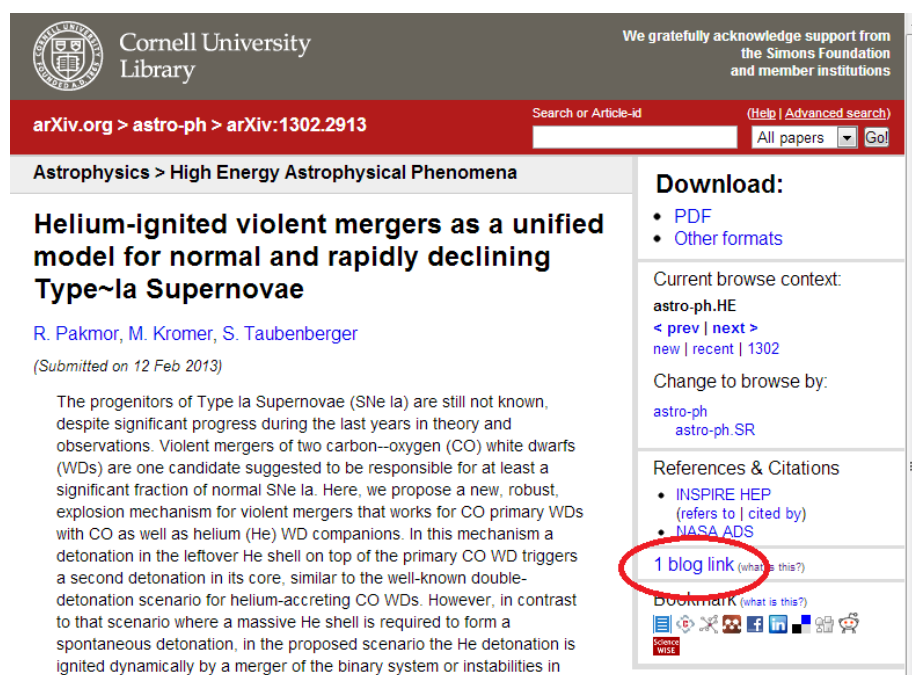 Cornell University
Library
We gratefully acknowledge support from
the Simons Foundation
and member institutions
arXiv.org > astro-ph > arXiv:1302.2913
Search or Article-id
(Help | Advanced search)
All papers
Go!
Astrophysics > High Energy Astrophysical Phenomena
Helium-ignited violent mergers as a unified
model for normal and rapidly declining
Type~Ia Supernovae
R. Pakmor, M. Kromer, S. Taubenberger
(Submitted on 12 Feb 2013)
The progenitors of Type Ia Supernovae (SNe Ia) are still not known,
despite significant progress during the last years in theory and
observations. Violent mergers of two carbon--oxygen (CO) white dwarfs
(WDs) are one candidate suggested to be responsible for at least a
significant fraction of normal SNe Ia. Here, we propose a new, robust,
explosion mechanism for violent mergers that works for CO primary WDs
with CO as well as helium (He) WD companions. In this mechanism a
detonation in the leftover He shell on top of the primary CO WD triggers
a second detonation in its core, similar to the well-known double-
detonation scenario for helium-accreting CO WDs. However, in contrast
to that scenario where a massive He shell is required to form a
spontaneous detonation, in the proposed scenario the He detonation is
ignited dynamically by a merger of the binary system or instabilities in
Download:
PDF
Other formats
Current browse context:
astro-ph.HE
< prev | next >
new | recent | 1302
Change to browse by:
astro-ph
astro-ph.SR
References & Citations
INSPIRE HEP
(refers to | cited by)
NASA ADS
1 blog link (what is this?)
Bookmark (what is this?)
Science
WISE